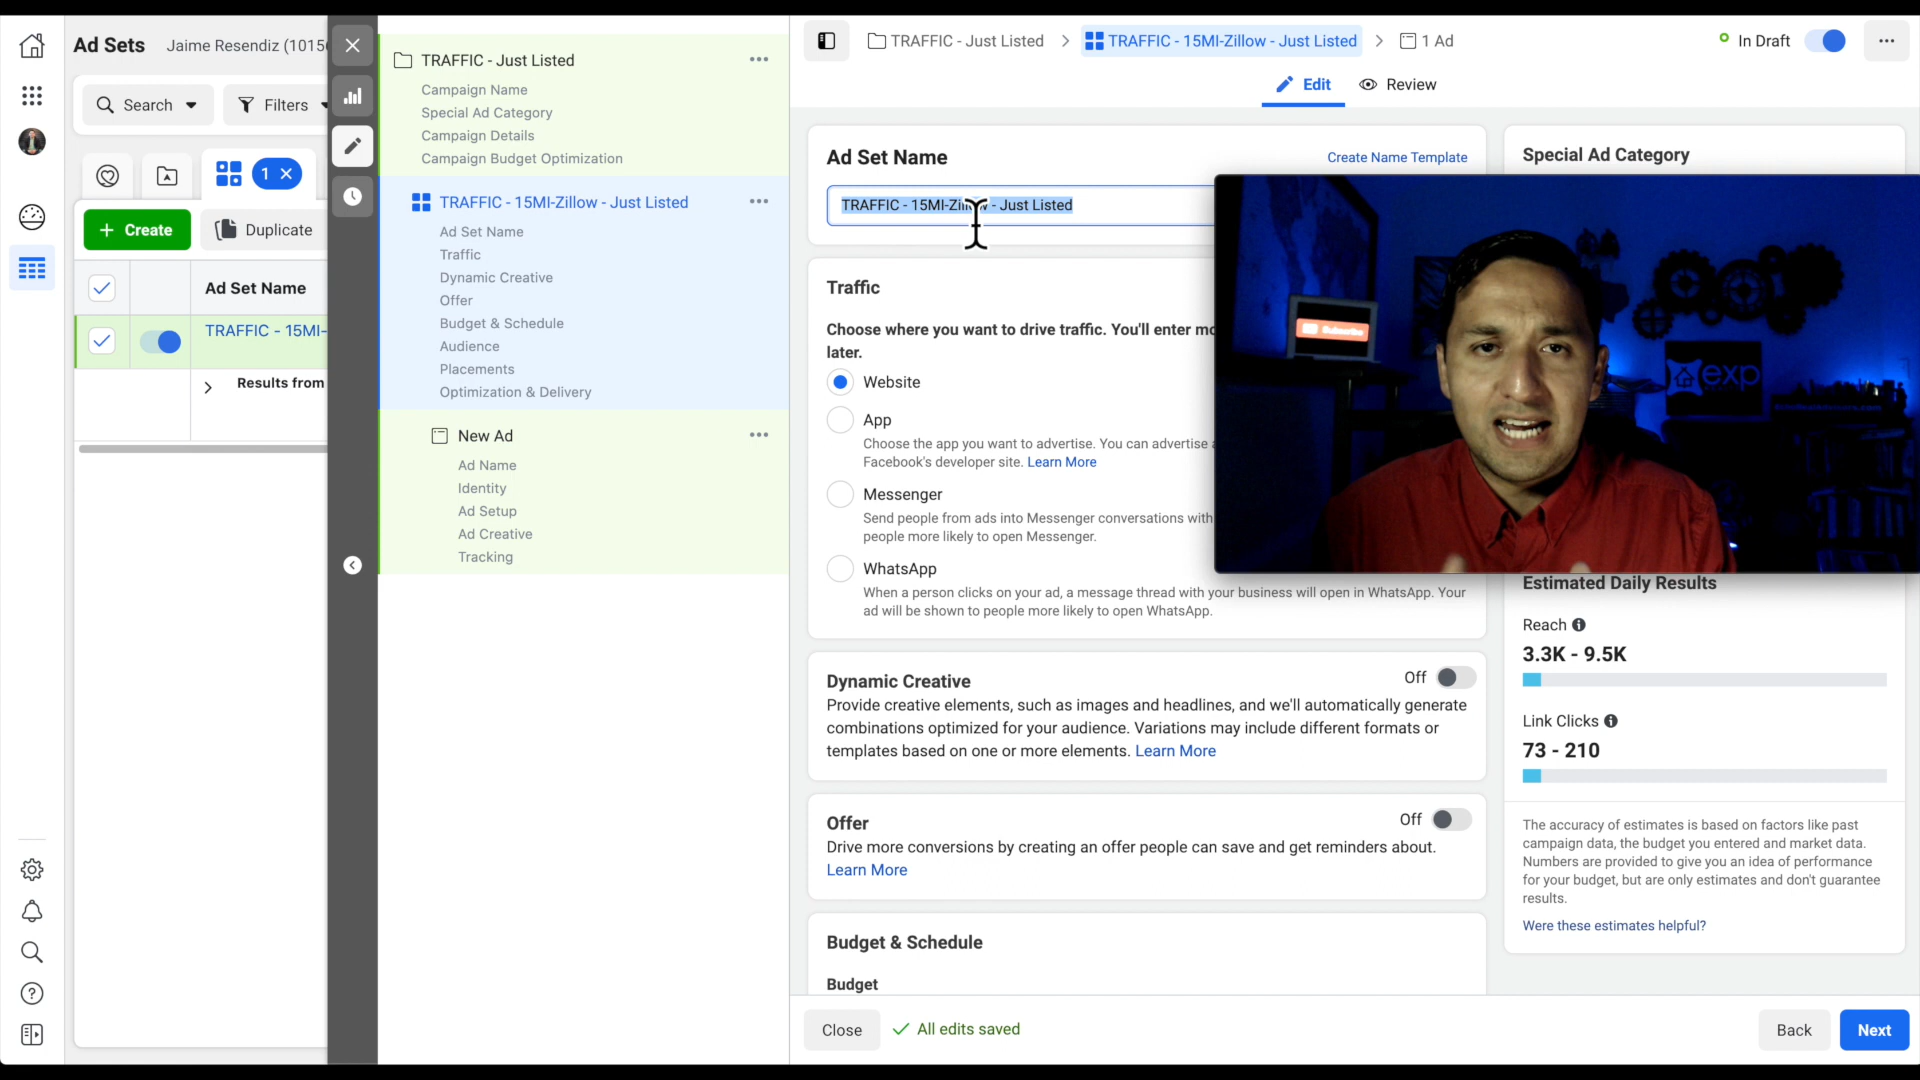 Ad Sets
Jaime Resendiz (1015
Search
Filters
1
Create
Duplicate
Ad Set Name
TRAFFIC - 15MI-
Results from
TRAFFIC - Just Listed
Campaign Name
Special Ad Category
Campaign Details
Campaign Budget Optimization
TRAFFIC - 15MI-Zillow - Just Listed
Ad Set Name
Traffic
Dynamic Creative
Offer
Budget & Schedule
Audience
Placements
Optimization & Delivery
New Ad
Ad Name
Identity
Ad Setup
Ad Creative
Tracking
TRAFFIC - Just Listed
TRAFFIC - 15MI-Zillow - Just Listed
1 Ad
In Draft
Edit
Review
Ad Set Name
Create Name Template
TRAFFIC - 15MI-Zillow - Just Listed
Traffic
Choose where you want to drive traffic. You'll enter mo
later.
Website
App
Choose the app you want to advertise. You can advertise
Facebook's developer site. Learn More
Messenger
Send people from ads into Messenger conversations with
people more likely to open Messenger.
WhatsApp
When a person clicks on your ad, a message thread with your business will open in WhatsApp. Your
ad will be shown to people more likely to open WhatsApp.
Dynamic Creative
Off
Provide creative elements, such as images and headlines, and we'll automatically generate
combinations optimized for your audience. Variations may include different formats or
templates based on one or more elements. Learn More
Offer
Off
Drive more conversions by creating an offer people can save and get reminders about.
Learn More
Budget & Schedule
Budget
Special Ad Category
Subscribe
exp
Estimated Daily Results
Reach
3.3K - 9.5K
Link Clicks
73 - 210
The accuracy of estimates is based on factors like past
campaign data, the budget you entered and market data.
Numbers are provided to give you an idea of performance
for your budget, but are only estimates and don't guarantee
results.
Were these estimates helpful?
Close
All edits saved
Back
Next